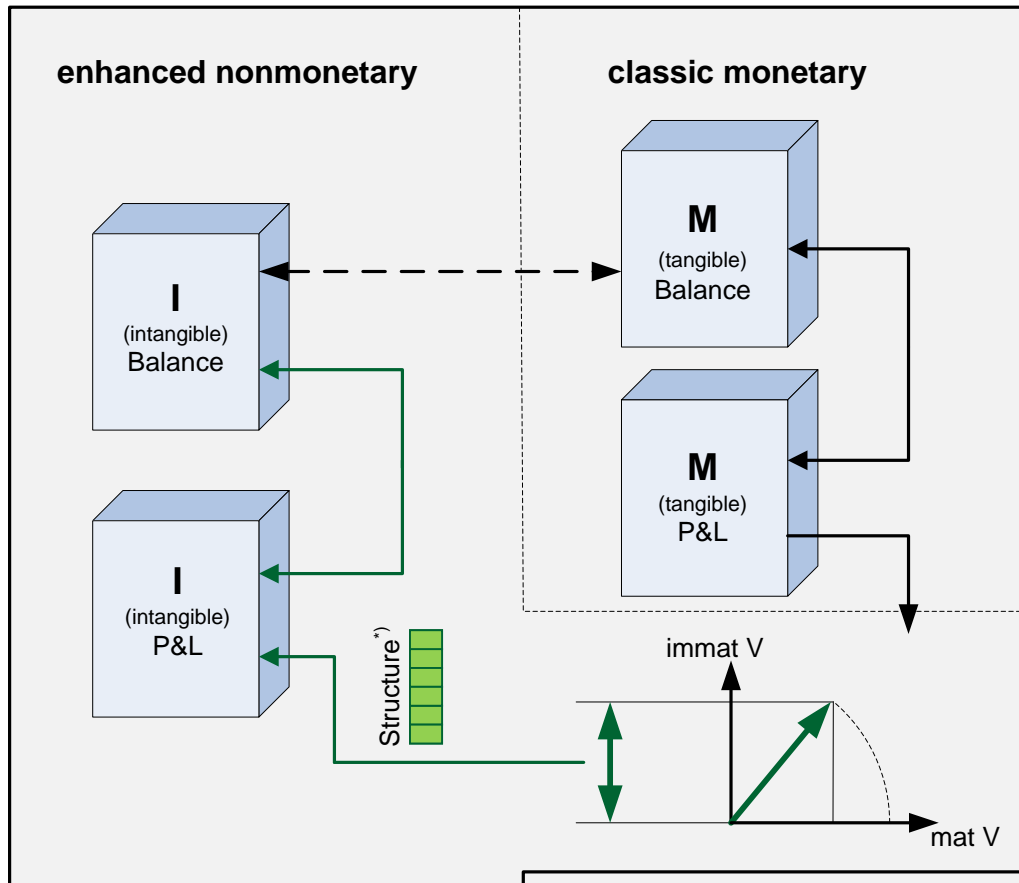 enhanced nonmonetary
classic monetary
M
(tangible)
Balance
I
(intangible)
Balance
M
(tangible)
P&L
I
(intangible)
P&L
Structure*)
immat V
mat V